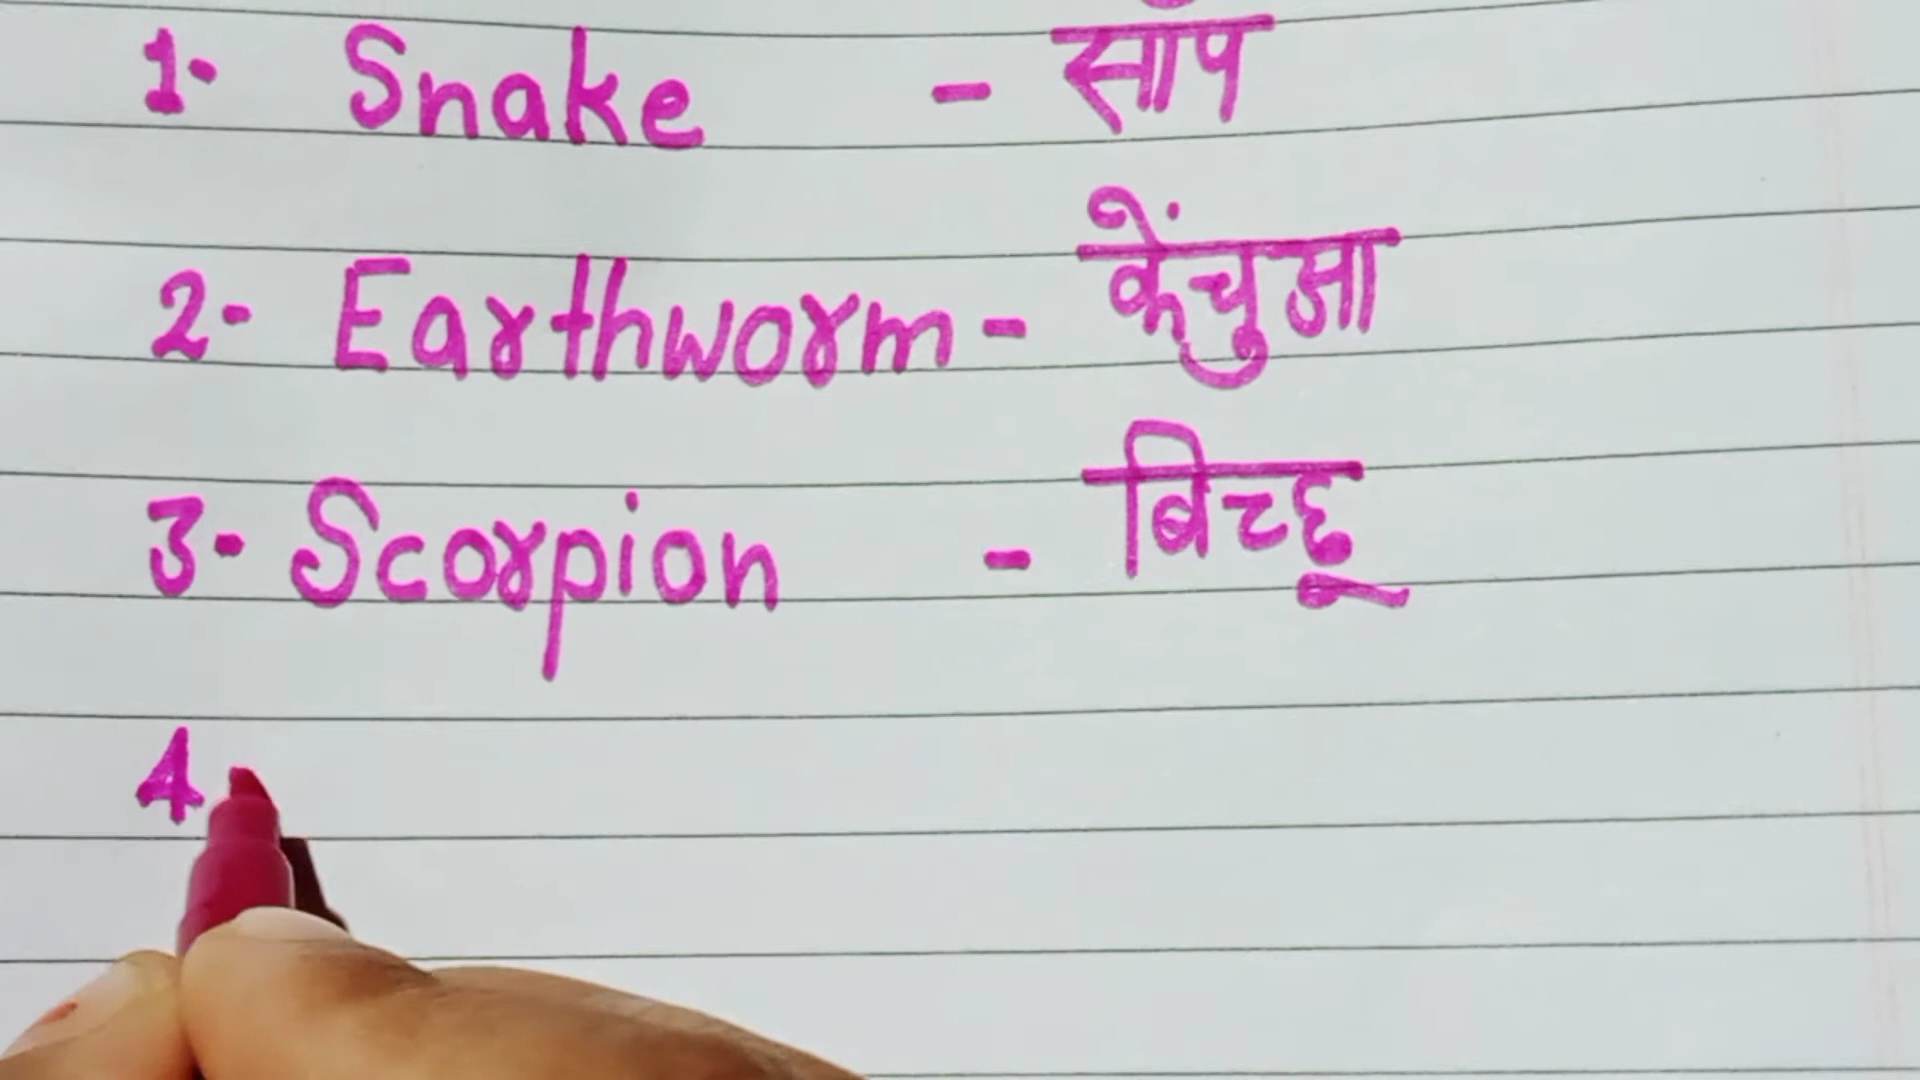 1. Snake - साँप
2. Earthworm - केंचुआ
3. Scorpion - बिच्छू
4